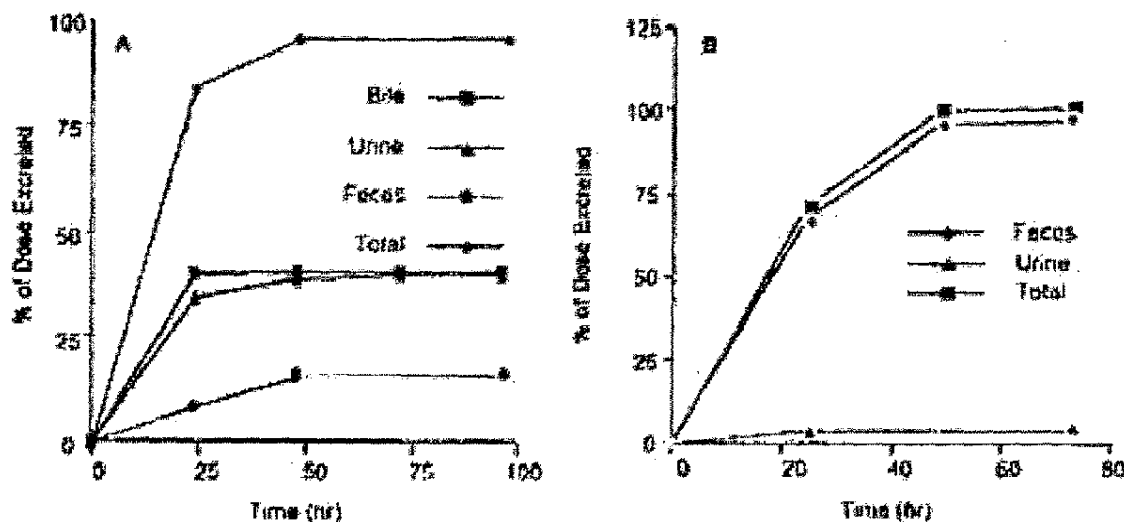 A
% of Dose Excreted
100
75
50
25
0
Bile
Urine
Feces
Total
0 25 50 75 100
Time (hr)
B
% of Dose Excreted
125
100
75
50
25
0
Feces
Urine
Total
0 20 40 60 80
Time (hr)